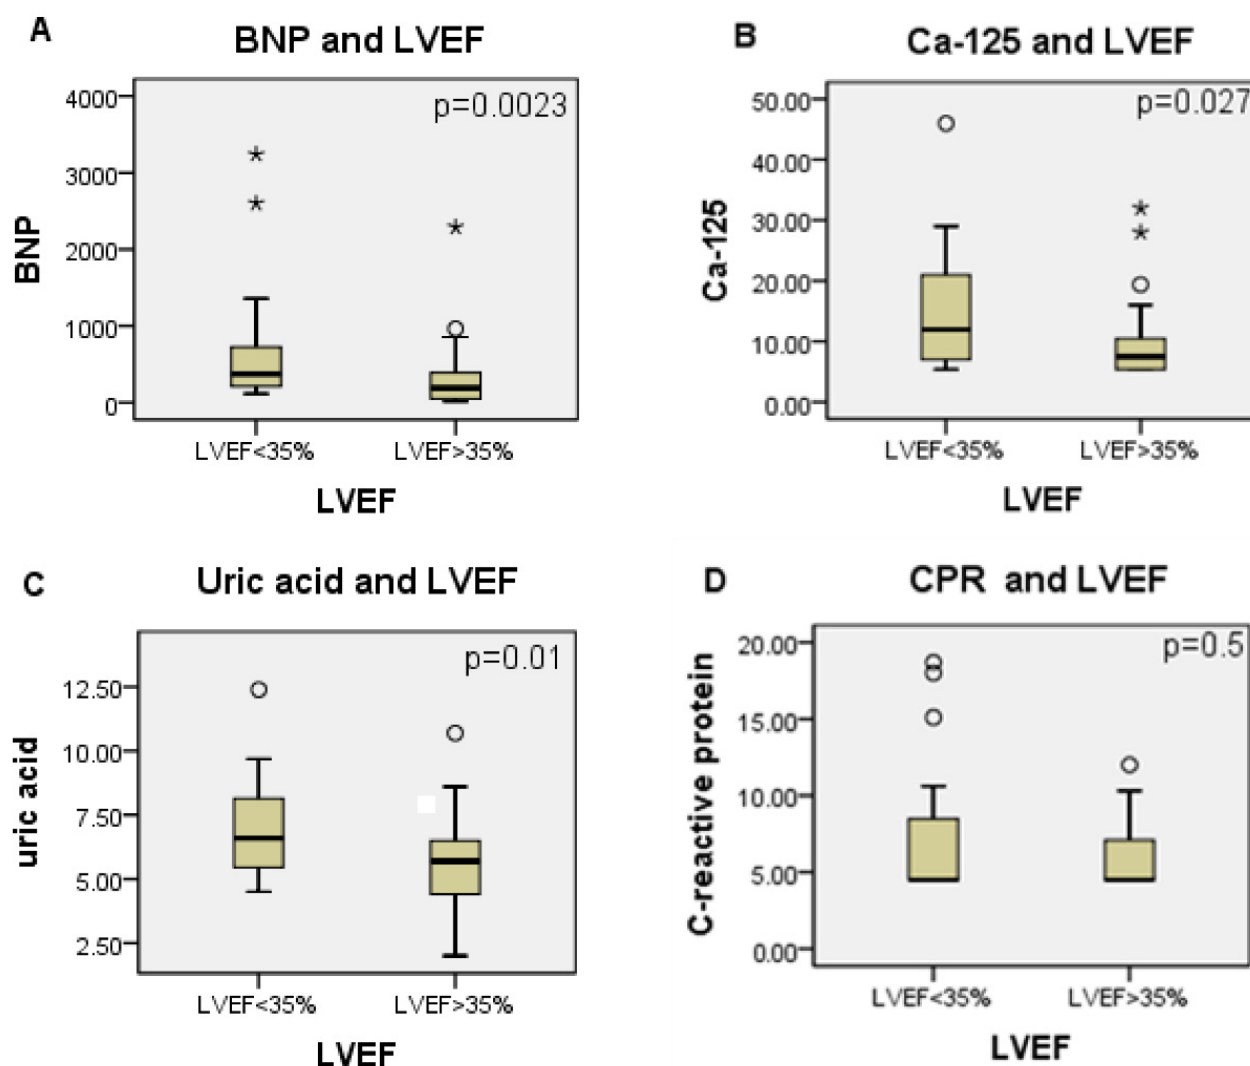 A
BNP and LVEF
p=0.0023
4000
3000
2000
1000
0
BNP
LVEF<35%
LVEF>35%
LVEF
B
Ca-125 and LVEF
p=0.027
50.00
40.00
30.00
20.00
10.00
0.00
Ca-125
LVEF<35%
LVEF>35%
LVEF
C
Uric acid and LVEF
p=0.01
12.50
10.00
7.50
5.00
2.50
uric acid
LVEF<35%
LVEF>35%
LVEF
D
CPR and LVEF
p=0.5
20.00
15.00
10.00
5.00
0.00
C-reactive protein
LVEF<35%
LVEF>35%
LVEF